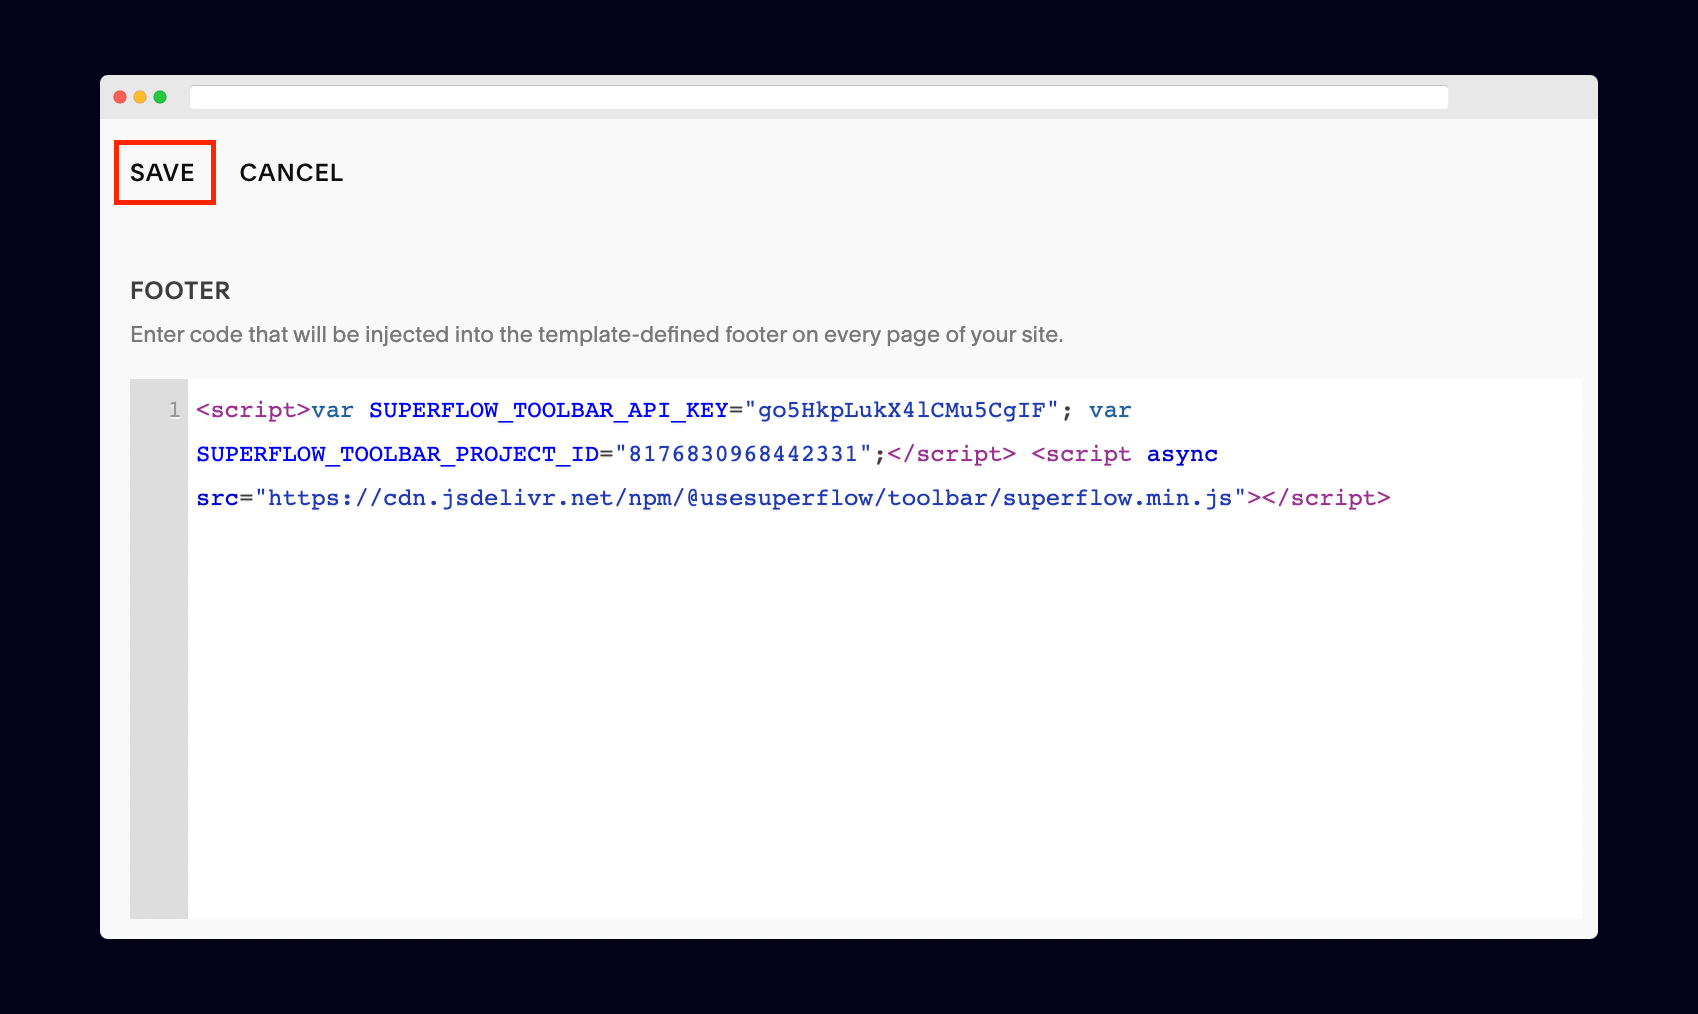 SAVE CANCEL
FOOTER
Enter code that will be injected into the template-defined footer on every page of your site.
1 <script>var SUPERFLOW_TOOLBAR_API_KEY="go5HkpLukX4lCMu5CgIF"; var
SUPERFLOW_TOOLBAR_PROJECT_ID="8176830968442331";</script> <script async
src="https://cdn.jsdelivr.net/npm/@usesuperflow/toolbar/superflow.min.js"></script>